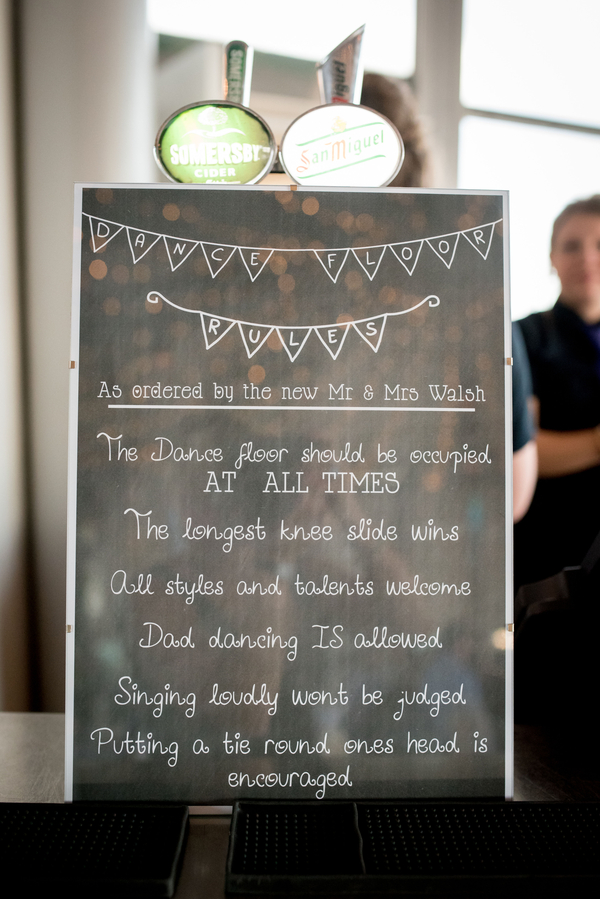 SOMERSBY
SOMERSBY
CIDER
Miguel
San Miguel
DANCE FLOOR
RULES
As ordered by the new Mr & Mrs Walsh
The Dance floor should be occupied
AT ALL TIMES
The longest knee slide wins
All styles and talents welcome
Dad dancing IS allowed
Singing loudly wont be judged
Putting a tie round ones head is
encouraged